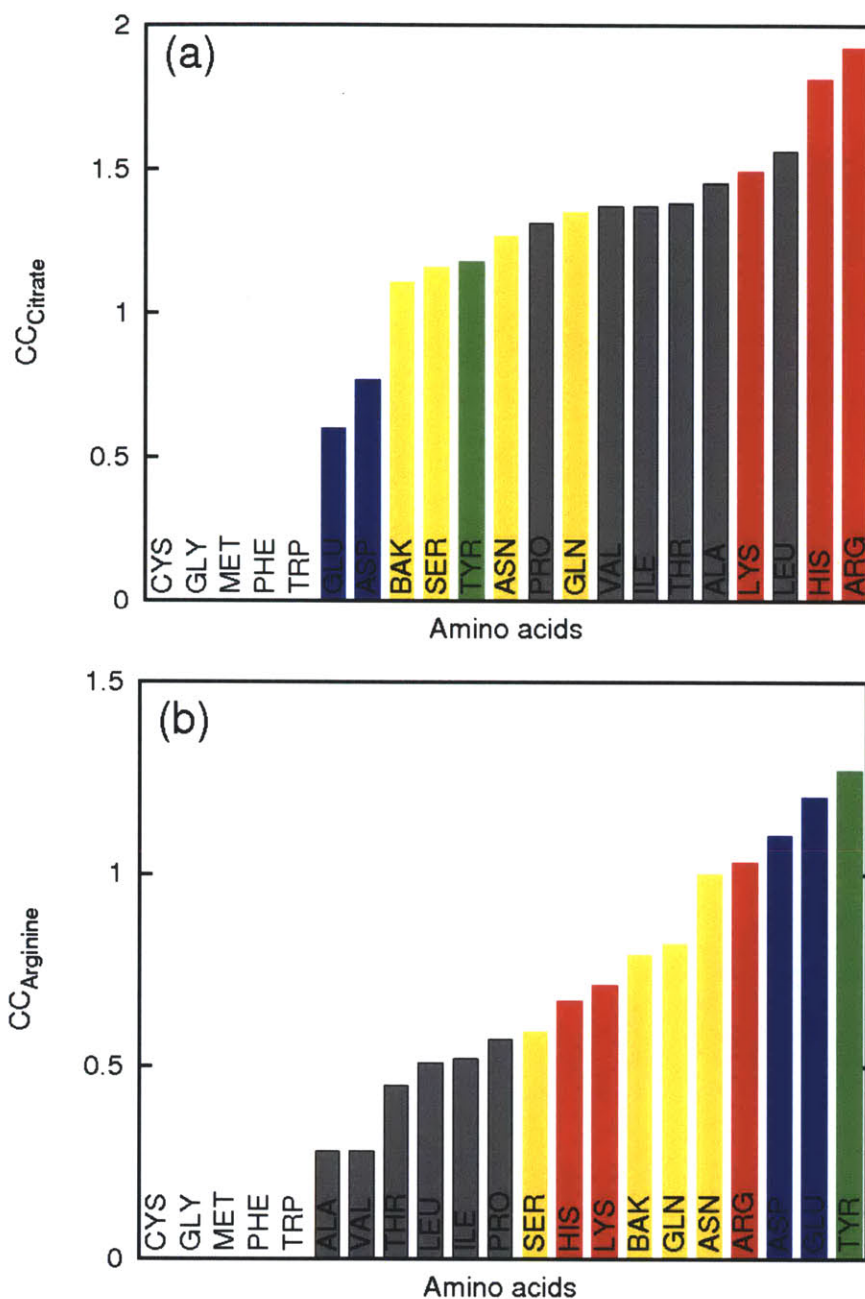 (a)
2
1.5
1
0.5
0
CC_Citrate
CYS GLY MET PHE TRP GLU ASP BAK SER TYR ASN PRO GLN VAL ILE THR ALA LYS LEU HIS ARG
Amino acids
(b)
1.5
1
0.5
0
CC_Arginine
CYS GLY MET PHE TRP ALA VAL THR LEU ILE PRO SER HIS LYS BAK GLN ASN ARG ASP GLU TYR
Amino acids